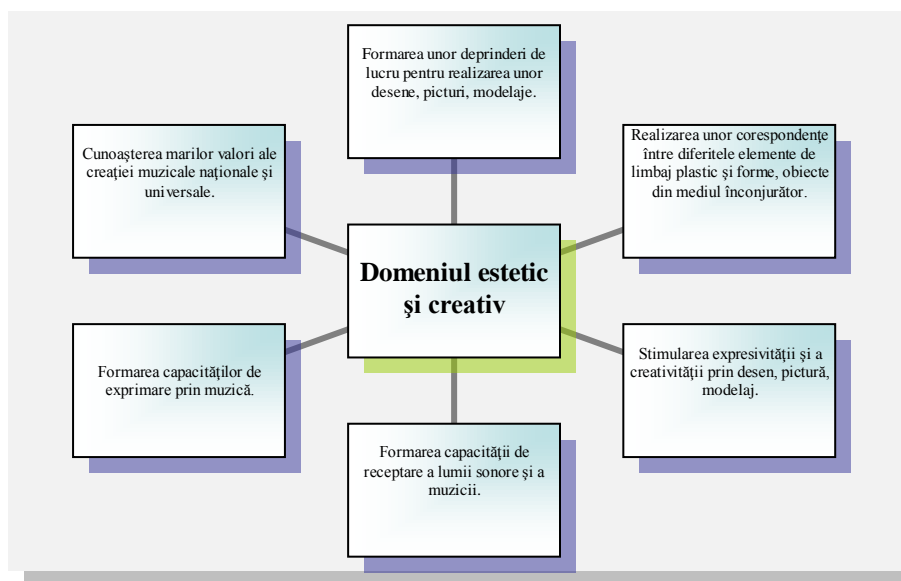 Formarea unor deprinderi de
lucru pentru realizarea unor
desene, picturi, modelaje.
Cunoaşterea marilor valori ale
creaţiei muzicale naţionale şi
universale.
Realizarea unor corespondenţe
între diferitele elemente de
limbaj plastic şi forme, obiecte
din mediul înconjurător.
Domeniul estetic
şi creativ
Formarea capacităţilor de
exprimare prin muzică.
Stimularea expresivităţii şi a
creativităţii prin desen, pictură,
modelaj.
Formarea capacităţii de
receptare a lumii sonore şi a
muzicii.